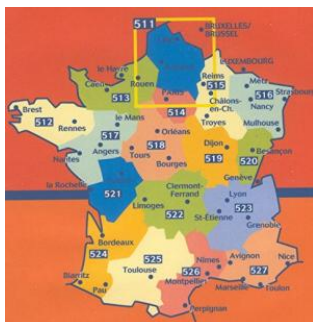 511
BRUXELLES/
BRUSSEL
LUXEMBOURG
le Havre
Rouen
Reims
515
Metz
Caen
513
516
Strasbourg
Châlons-
en-Ch.
Nancy
514
Brest
512
Rennes
le Mans
Troyes
Mulhouse
517
Orléans
518
Angers
Tours
Dijon
Besançon
519
520
Nantes
Bourges
Genève
la Rochelle
521
Clermont-
Ferrand
Lyon
Limoges
522
523
St-Étienne
Grenoble
Bordeaux
524
525
Nîmes
Avignon
Nice
Biarritz
Toulouse
526
527
Pau
Montpellier
Marseille
Toulon
Perpignan